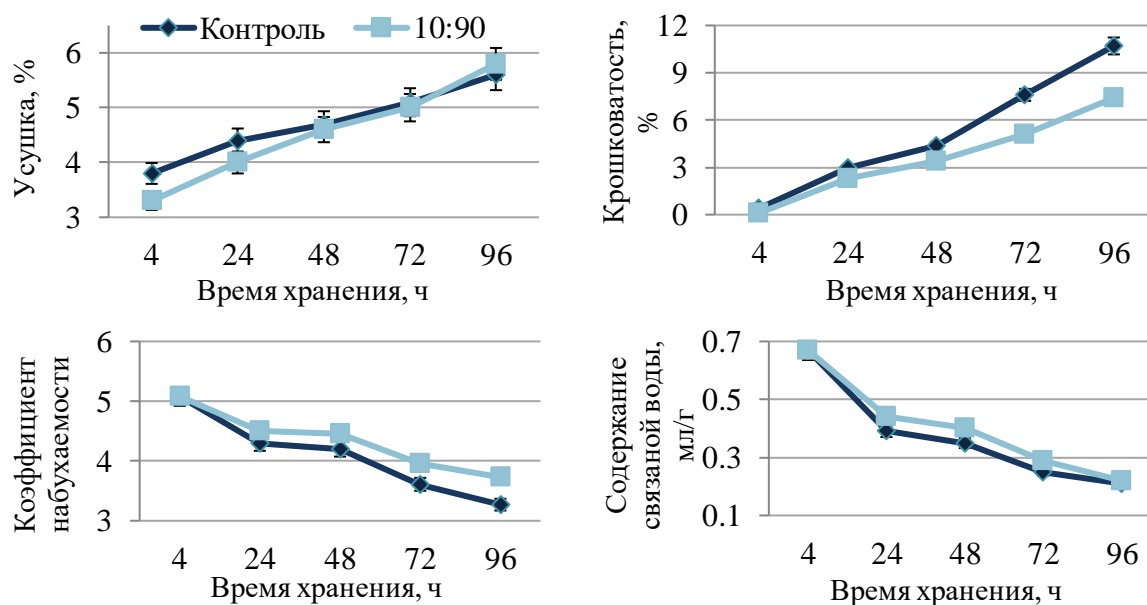 Контроль
10:90
Усушка, %
6
5
4
3
4 24 48 72 96
Время хранения, ч
Крошковатость,
%
12
9
6
3
0
4 24 48 72 96
Время хранения, ч
Коэффициент
набухаемости
6
5
4
3
4 24 48 72 96
Время хранения, ч
Содержание
связаной воды,
мл/г
0.7
0.5
0.3
0.1
4 24 48 72 96
Время хранения, ч